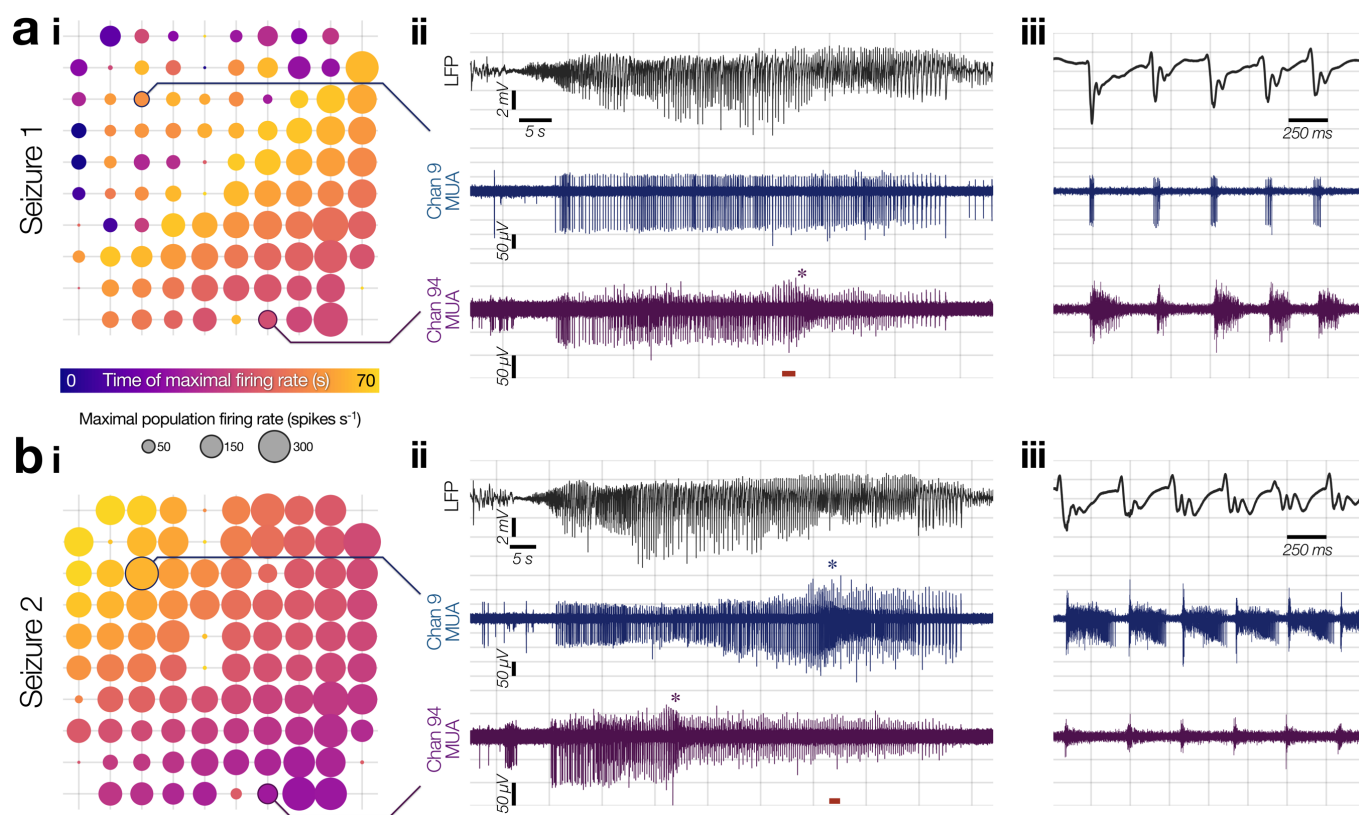 a i
ii
iii
Seizure 1
LFP
2 mV
5 s
250 ms
Chan 9
MUA
50 µV
*
Chan 94
MUA
50 µV
0 Time of maximal firing rate (s) 70
Maximal population firing rate (spikes s⁻¹)
50 150 300
b i
ii
iii
Seizure 2
LFP
2 mV
5 s
250 ms
*
Chan 9
MUA
50 µV
*
Chan 94
MUA
50 µV